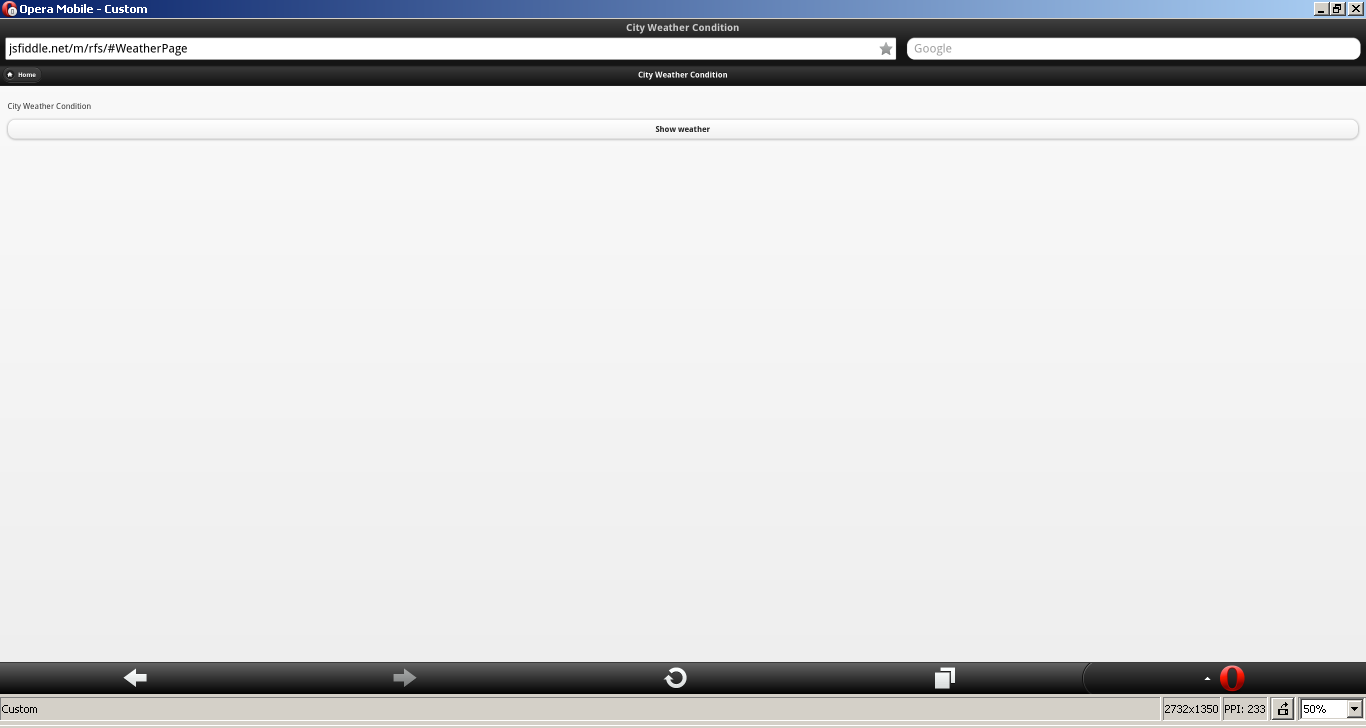 Opera Mobile - Custom
City Weather Condition
jsfiddle.net/m/rfs/#WeatherPage Google
Home City Weather Condition
City Weather Condition
Show weather
Custom 2732x1350 PPI: 233 50%